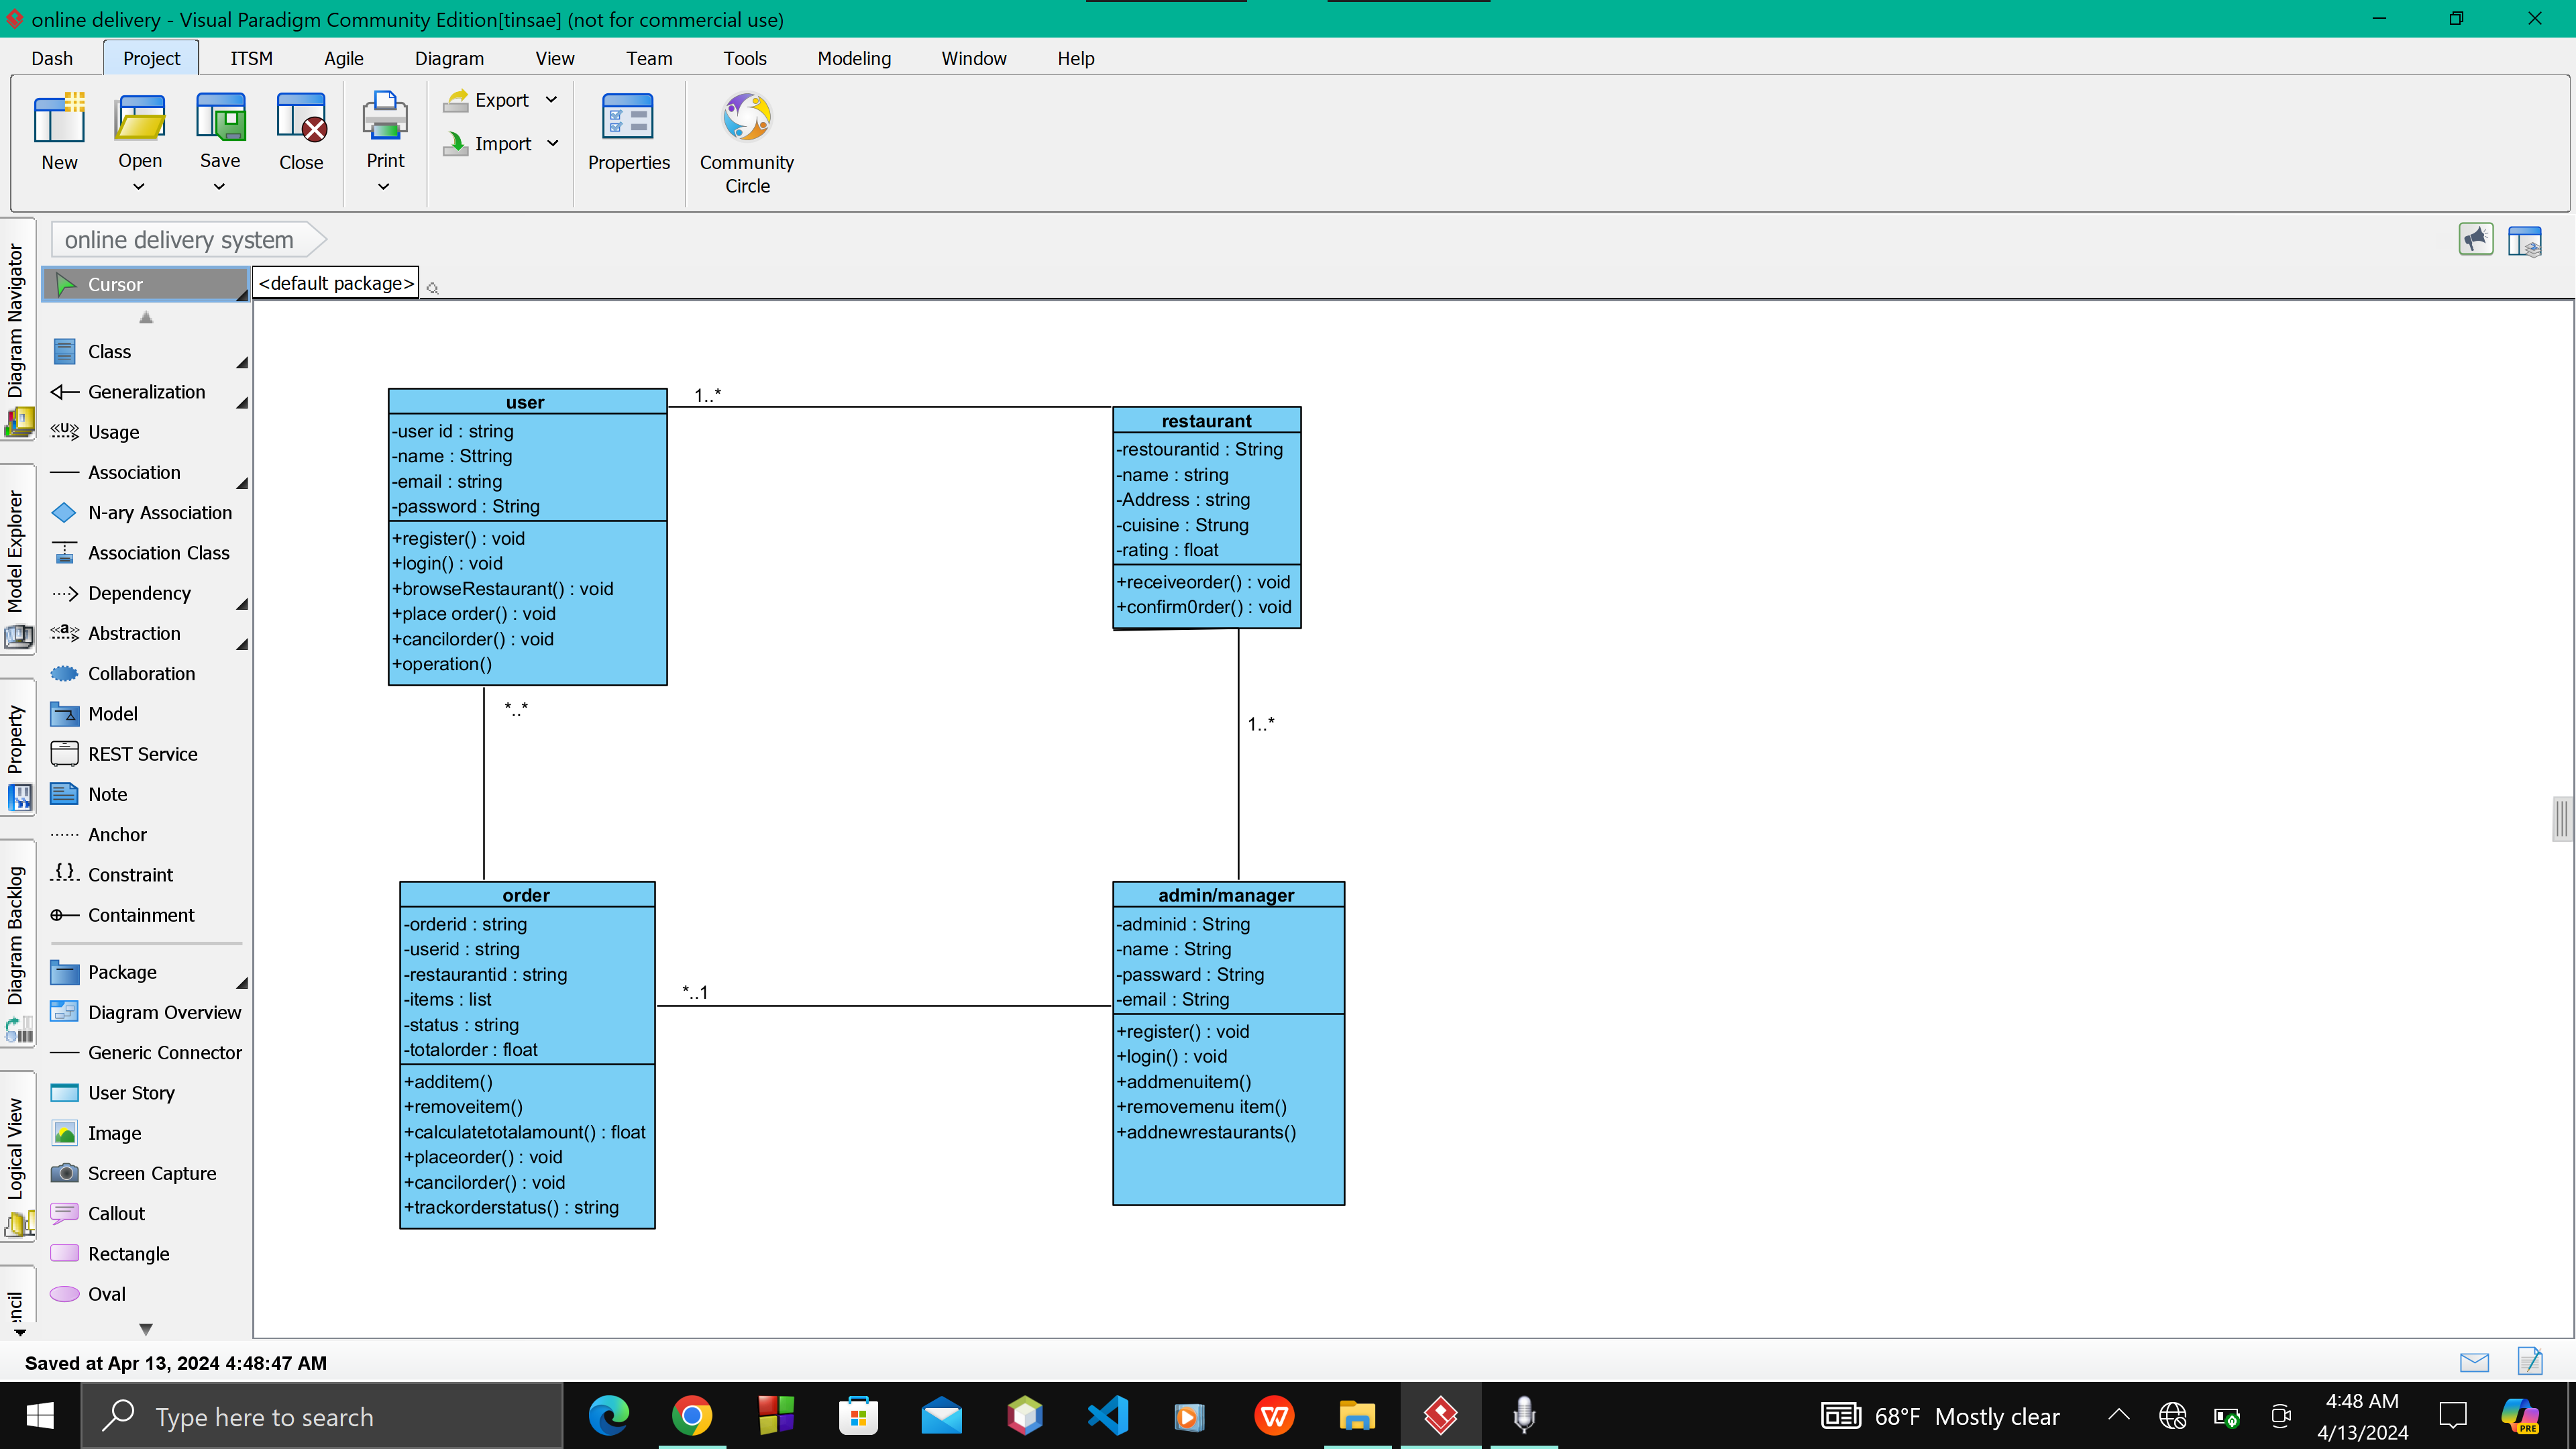 online delivery - Visual Paradigm Community Edition[tinsae] (not for commercial use)
Dash Project ITSM Agile Diagram View Team Tools Modeling Window Help
New
Open
Save
Close
Print
Export
Import
Properties
Community
Circle
online delivery system
Diagram Navigator
Model Explorer
Property
Diagram Backlog
Logical View
encil
Cursor
Class
Generalization
Usage
Association
N-ary Association
Association Class
Dependency
Abstraction
Collaboration
Model
REST Service
Note
Anchor
Constraint
Containment
Package
Diagram Overview
Generic Connector
User Story
Image
Screen Capture
Callout
Rectangle
Oval
<default package>
user
-user id : string
-name : Sttring
-email : string
-password : String
+register() : void
+login() : void
+browseRestaurant() : void
+place order() : void
+cancilorder() : void
+operation()
1..*
restaurant
-restourantid : String
-name : string
-Address : string
-cuisine : Strung
-rating : float
+receiveorder() : void
+confirm0rder() : void
*..*
1..*
order
-orderid : string
-userid : string
-restaurantid : string
-items : list
-status : string
-totalorder : float
+additem()
+removeitem()
+calculatetotalamount() : float
+placeorder() : void
+cancilorder() : void
+trackorderstatus() : string
*..1
admin/manager
-adminid : String
-name : String
-passward : String
-email : String
+register() : void
+login() : void
+addmenuitem()
+removemenu item()
+addnewrestaurants()
Saved at Apr 13, 2024 4:48:47 AM
Type here to search
68°F Mostly clear
4:48 AM
4/13/2024
PRE